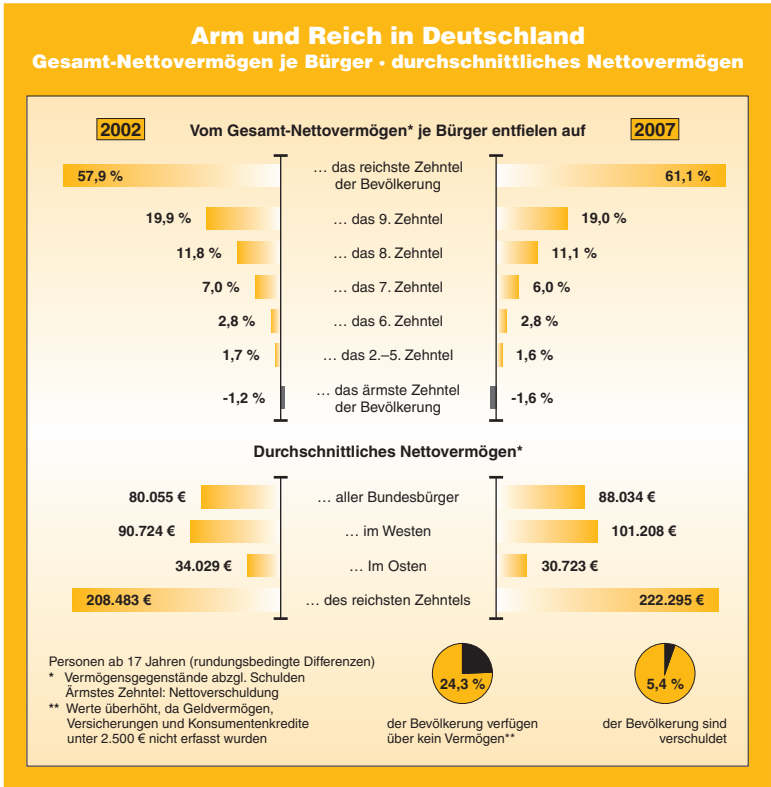 Arm und Reich in Deutschland
Gesamt-Nettovermögen je Bürger • durchschnittliches Nettovermögen
2002 Vom Gesamt-Nettovermögen* je Bürger entfielen auf 2007
57,9 % … das reichste Zehntel der Bevölkerung 61,1 %
19,9 % … das 9. Zehntel 19,0 %
11,8 % … das 8. Zehntel 11,1 %
7,0 % … das 7. Zehntel 6,0 %
2,8 % … das 6. Zehntel 2,8 %
1,7 % … das 2.–5. Zehntel 1,6 %
-1,2 % … das ärmste Zehntel der Bevölkerung -1,6 %
Durchschnittliches Nettovermögen*
80.055 € … aller Bundesbürger 88.034 €
90.724 € … im Westen 101.208 €
34.029 € … Im Osten 30.723 €
208.483 € … des reichsten Zehntels 222.295 €
Personen ab 17 Jahren (rundungsbedingte Differenzen)
* Vermögensgegenstände abzgl. Schulden
Ärmstes Zehntel: Nettoverschuldung
** Werte überhöht, da Geldvermögen,
Versicherungen und Konsumentenkredite
unter 2.500 € nicht erfasst wurden
24,3 %
der Bevölkerung verfügen
über kein Vermögen**
5,4 %
der Bevölkerung sind
verschuldet